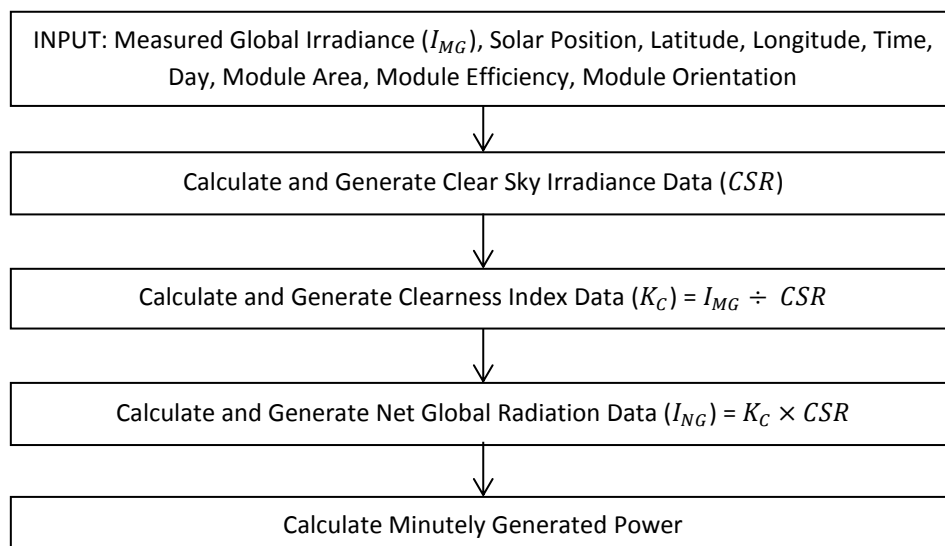 INPUT: Measured Global Irradiance (I_MG), Solar Position, Latitude, Longitude, Time,
Day, Module Area, Module Efficiency, Module Orientation
Calculate and Generate Clear Sky Irradiance Data (CSR)
Calculate and Generate Clearness Index Data (K_C) = I_MG ÷ CSR
Calculate and Generate Net Global Radiation Data (I_NG) = K_C × CSR
Calculate Minutely Generated Power